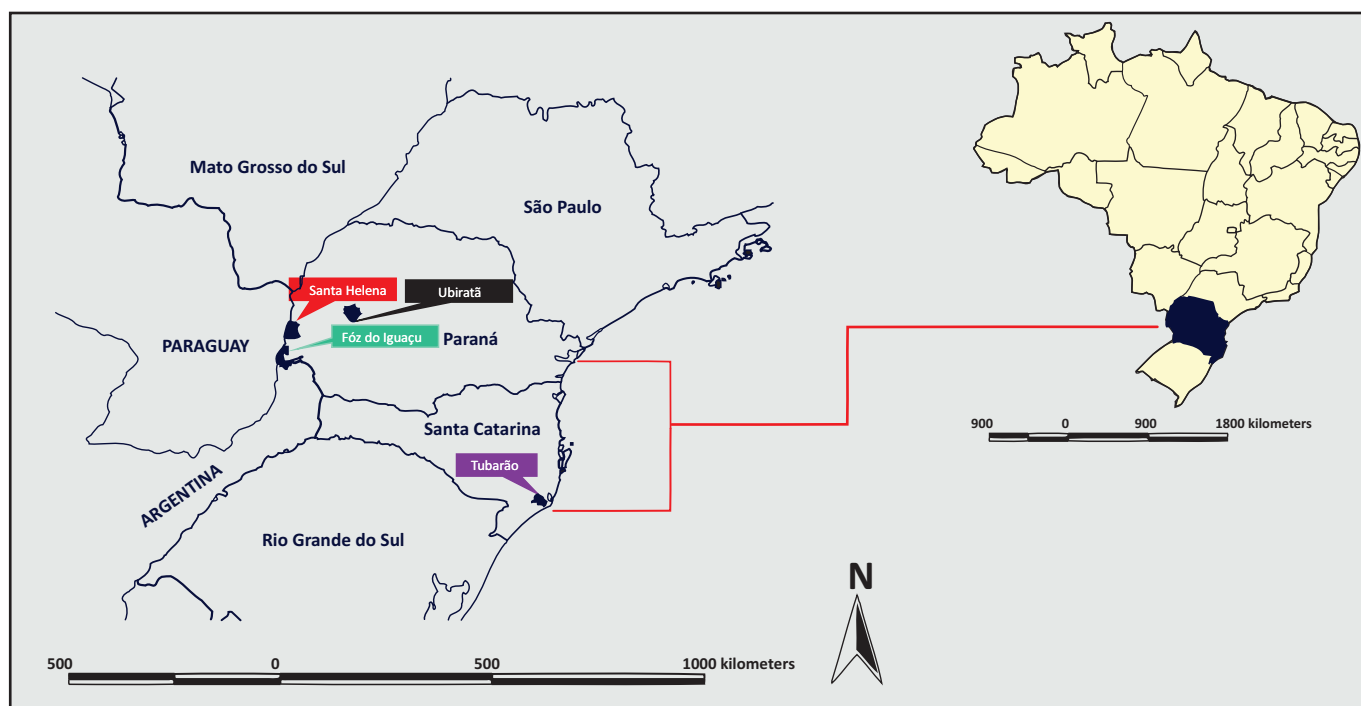 Mato Grosso do Sul
São Paulo
Santa Helena
Ubiratã
Fóz do Iguaçu
PARAGUAY
Paraná
Santa Catarina
Tubarão
ARGENTINA
Rio Grande do Sul
N
500 0 500 1000 kilometers
900 0 900 1800 kilometers